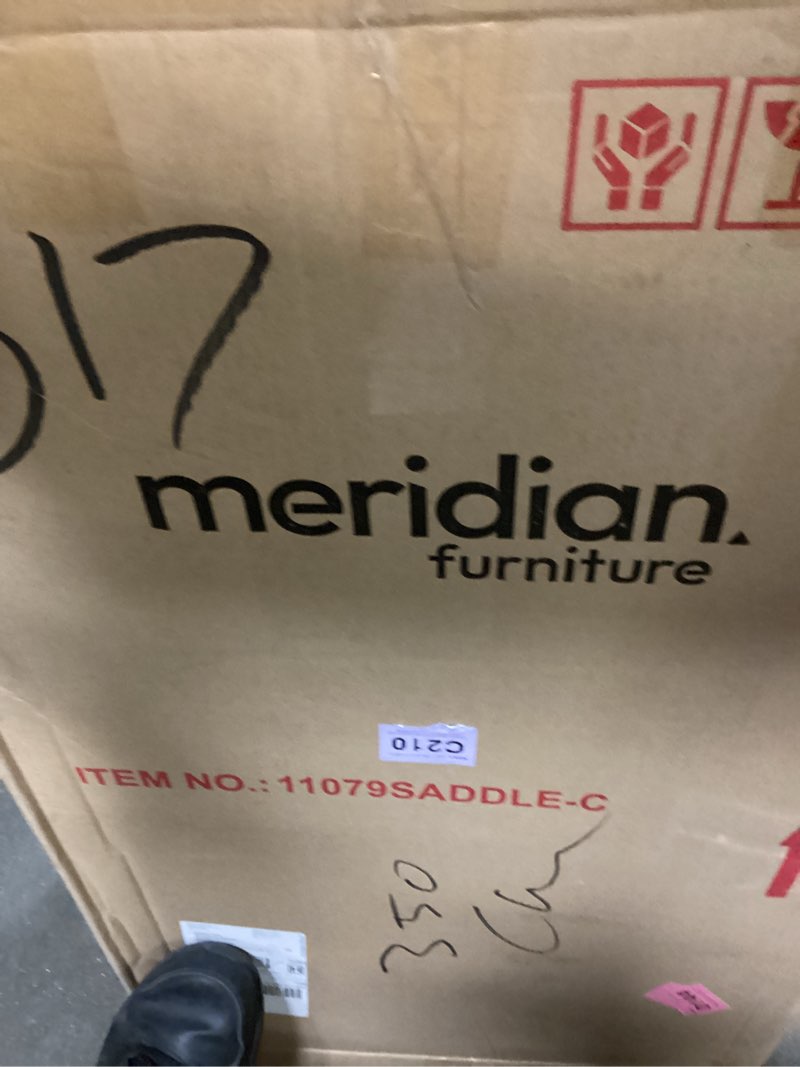 17
meridian.
furniture
C210
ITEM NO.: 11079SADDLE-C
350